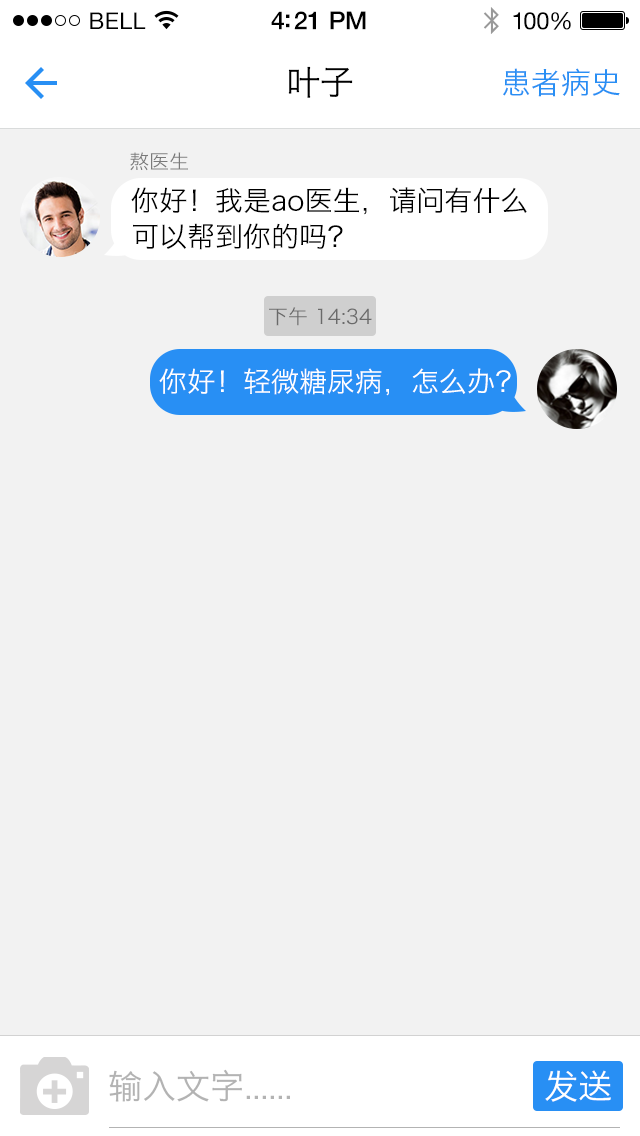 BELL 4:21 PM 100%
叶子 患者病史
熬医生
你好！我是ao医生，请问有什么
可以帮到你的吗？
下午 14:34
你好！轻微糖尿病，怎么办？
输入文字...... 发送